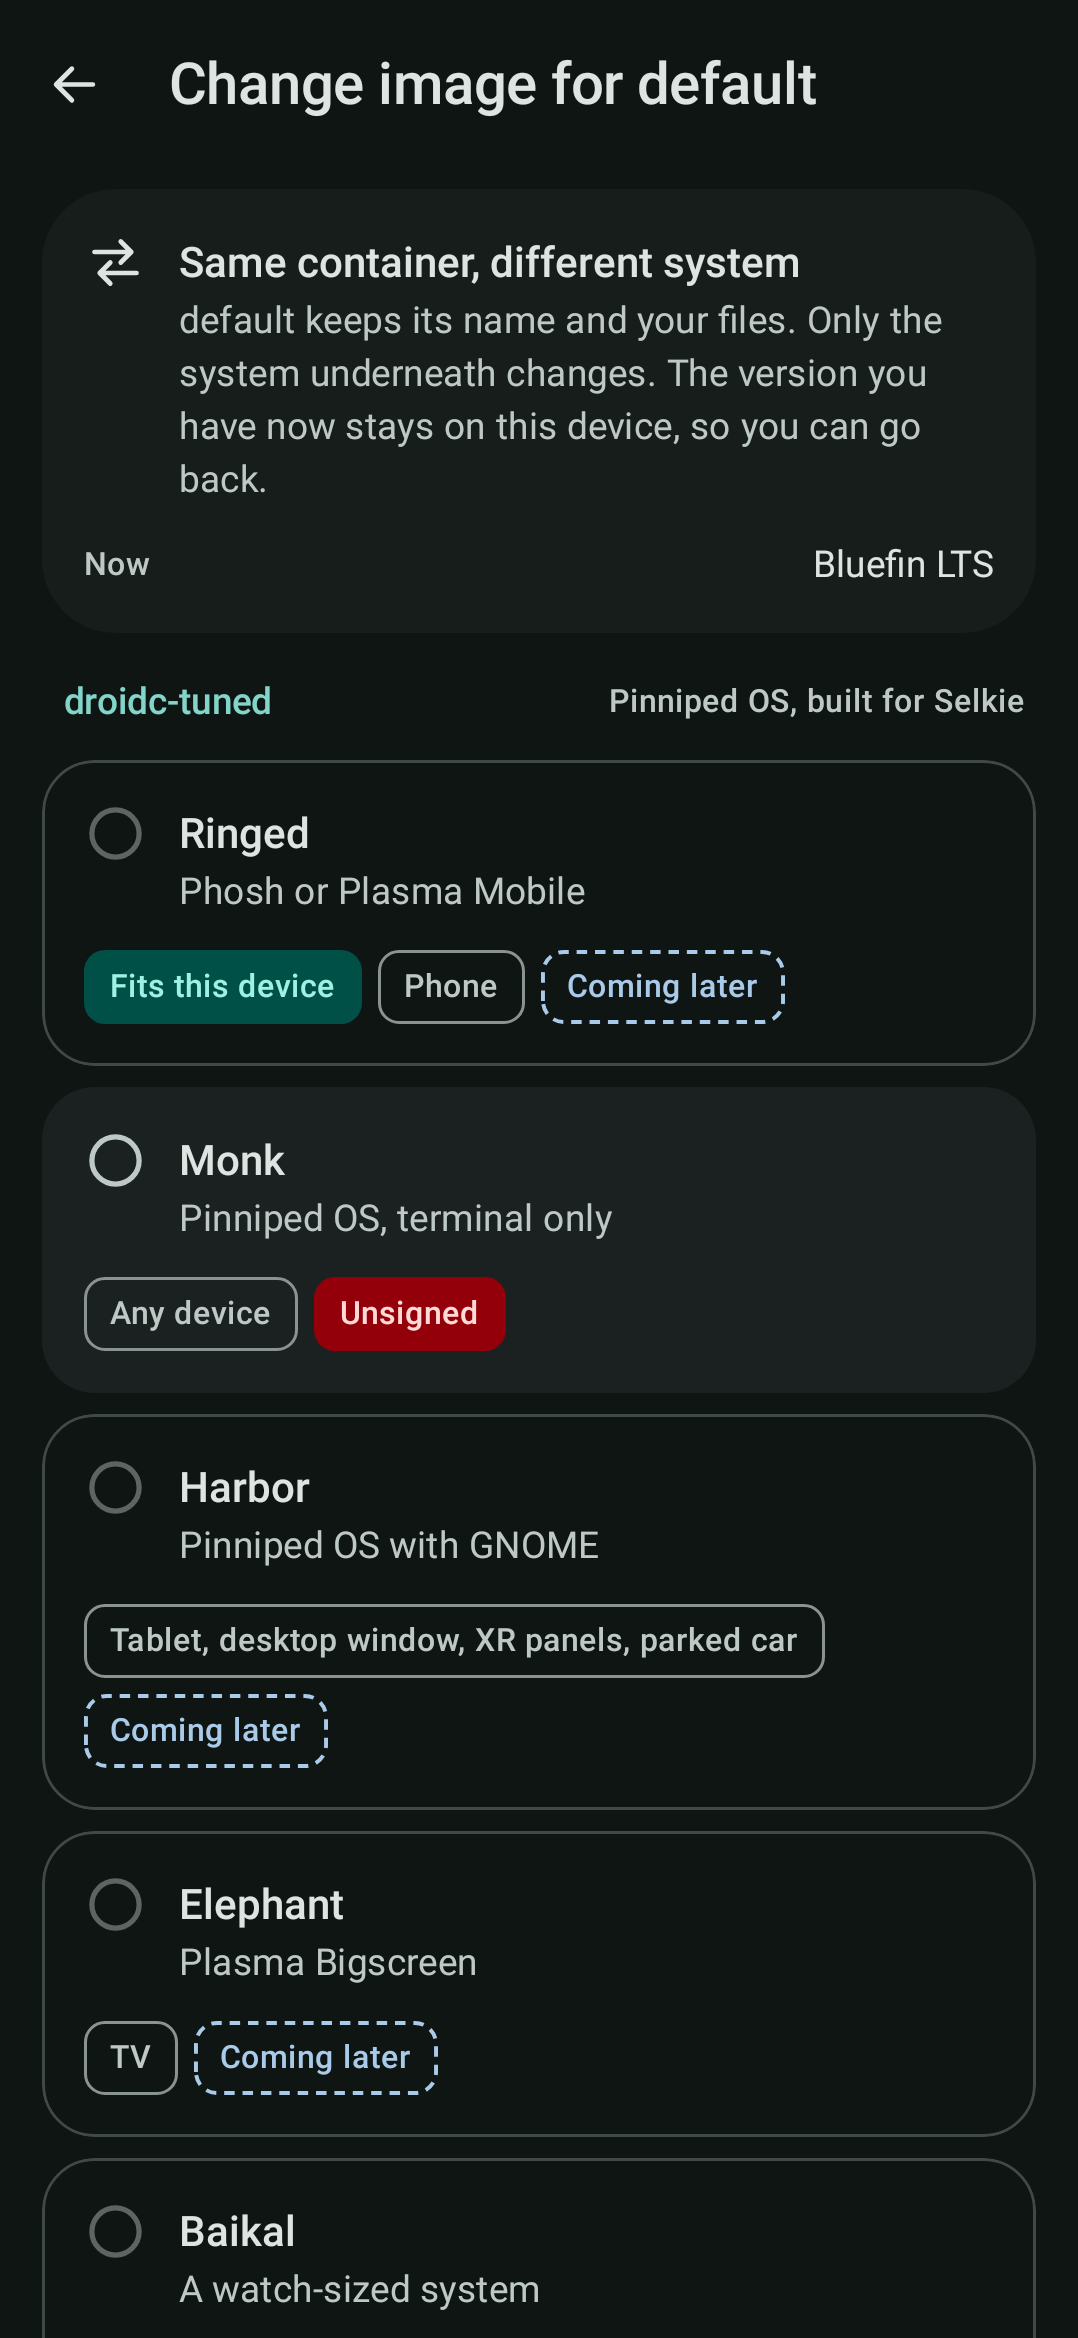 Change image for default
Same container, different system
default keeps its name and your files. Only the
system underneath changes. The version you
have now stays on this device, so you can go
back.
Now
Bluefin LTS
droidc-tuned
Pinniped OS, built for Selkie
Ringed
Phosh or Plasma Mobile
Fits this device
Phone
Coming later
Monk
Pinniped OS, terminal only
Any device
Unsigned
Harbor
Pinniped OS with GNOME
Tablet, desktop window, XR panels, parked car
Coming later
Elephant
Plasma Bigscreen
TV
Coming later
Baikal
A watch-sized system